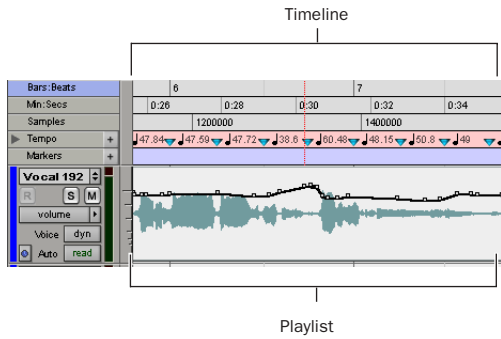 Timeline
Bars:Beats 6 7
Min:Secs 0:26 0:28 0:30 0:32 0:34
Samples 1200000 1400000
Tempo + 47.84 47.59 47.72 38.6 60.48 48.15 50.8 49
Markers +
Vocal 192
R S M
volume
Voice dyn
Auto read
Playlist